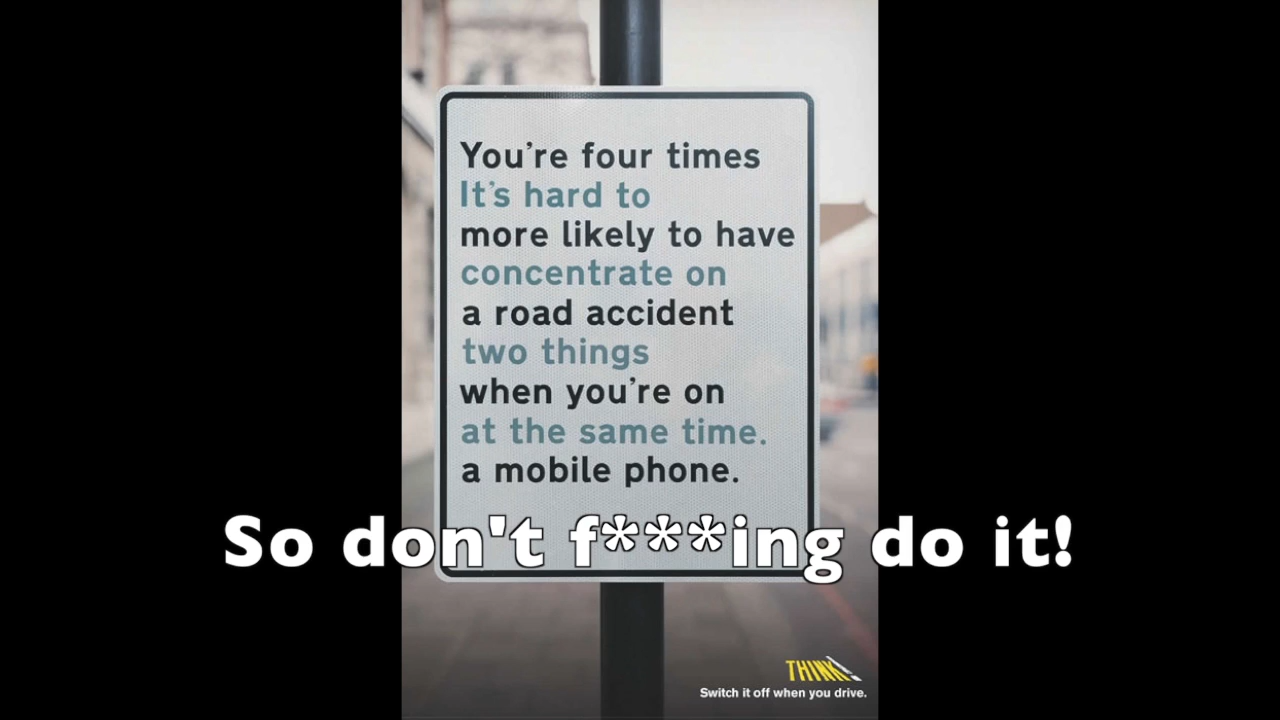 You're four times
It's hard to
more likely to have
concentrate on
a road accident
two things
when you're on
at the same time.
a mobile phone.
So don't f***ing do it!
THINK!
Switch it off when you drive.